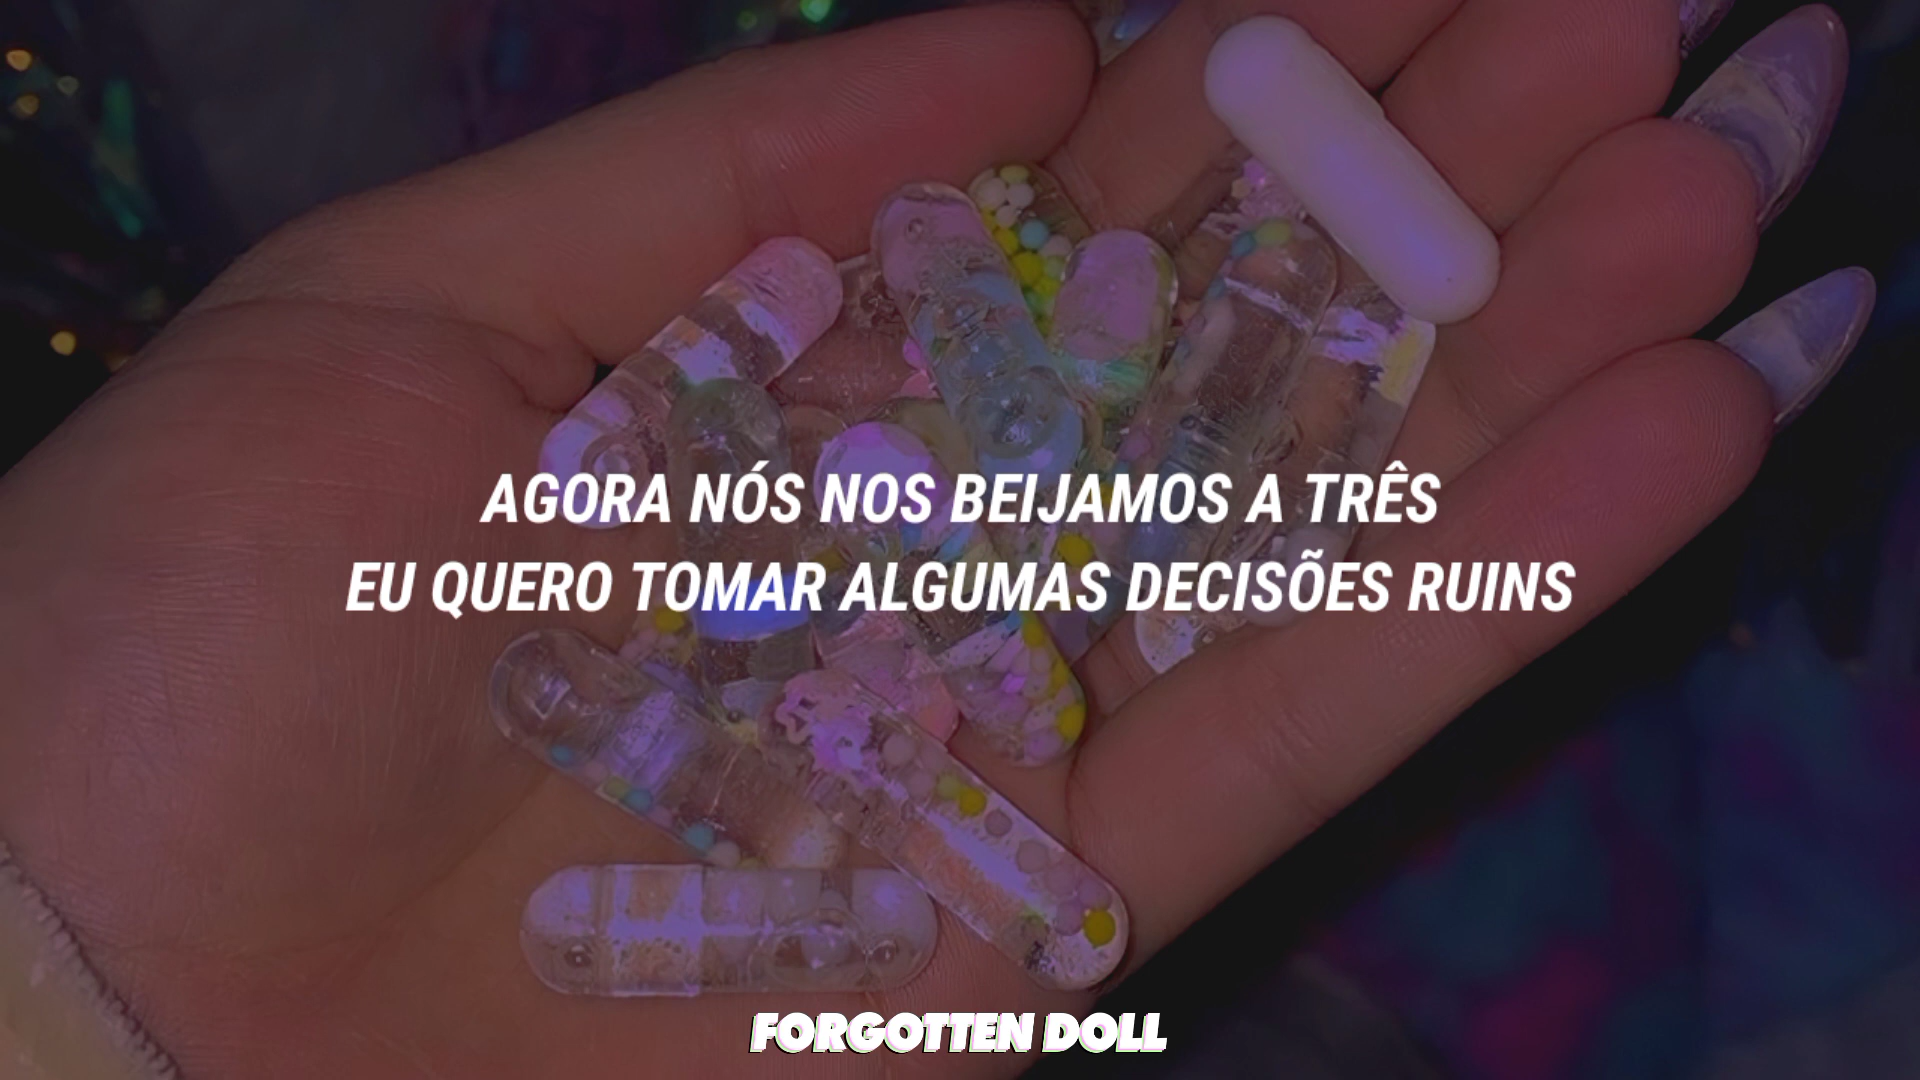 AGORA NÓS NOS BEIJAMOS A TRÊS
EU QUERO TOMAR ALGUMAS DECISÕES RUINS
FORGOTTEN DOLL